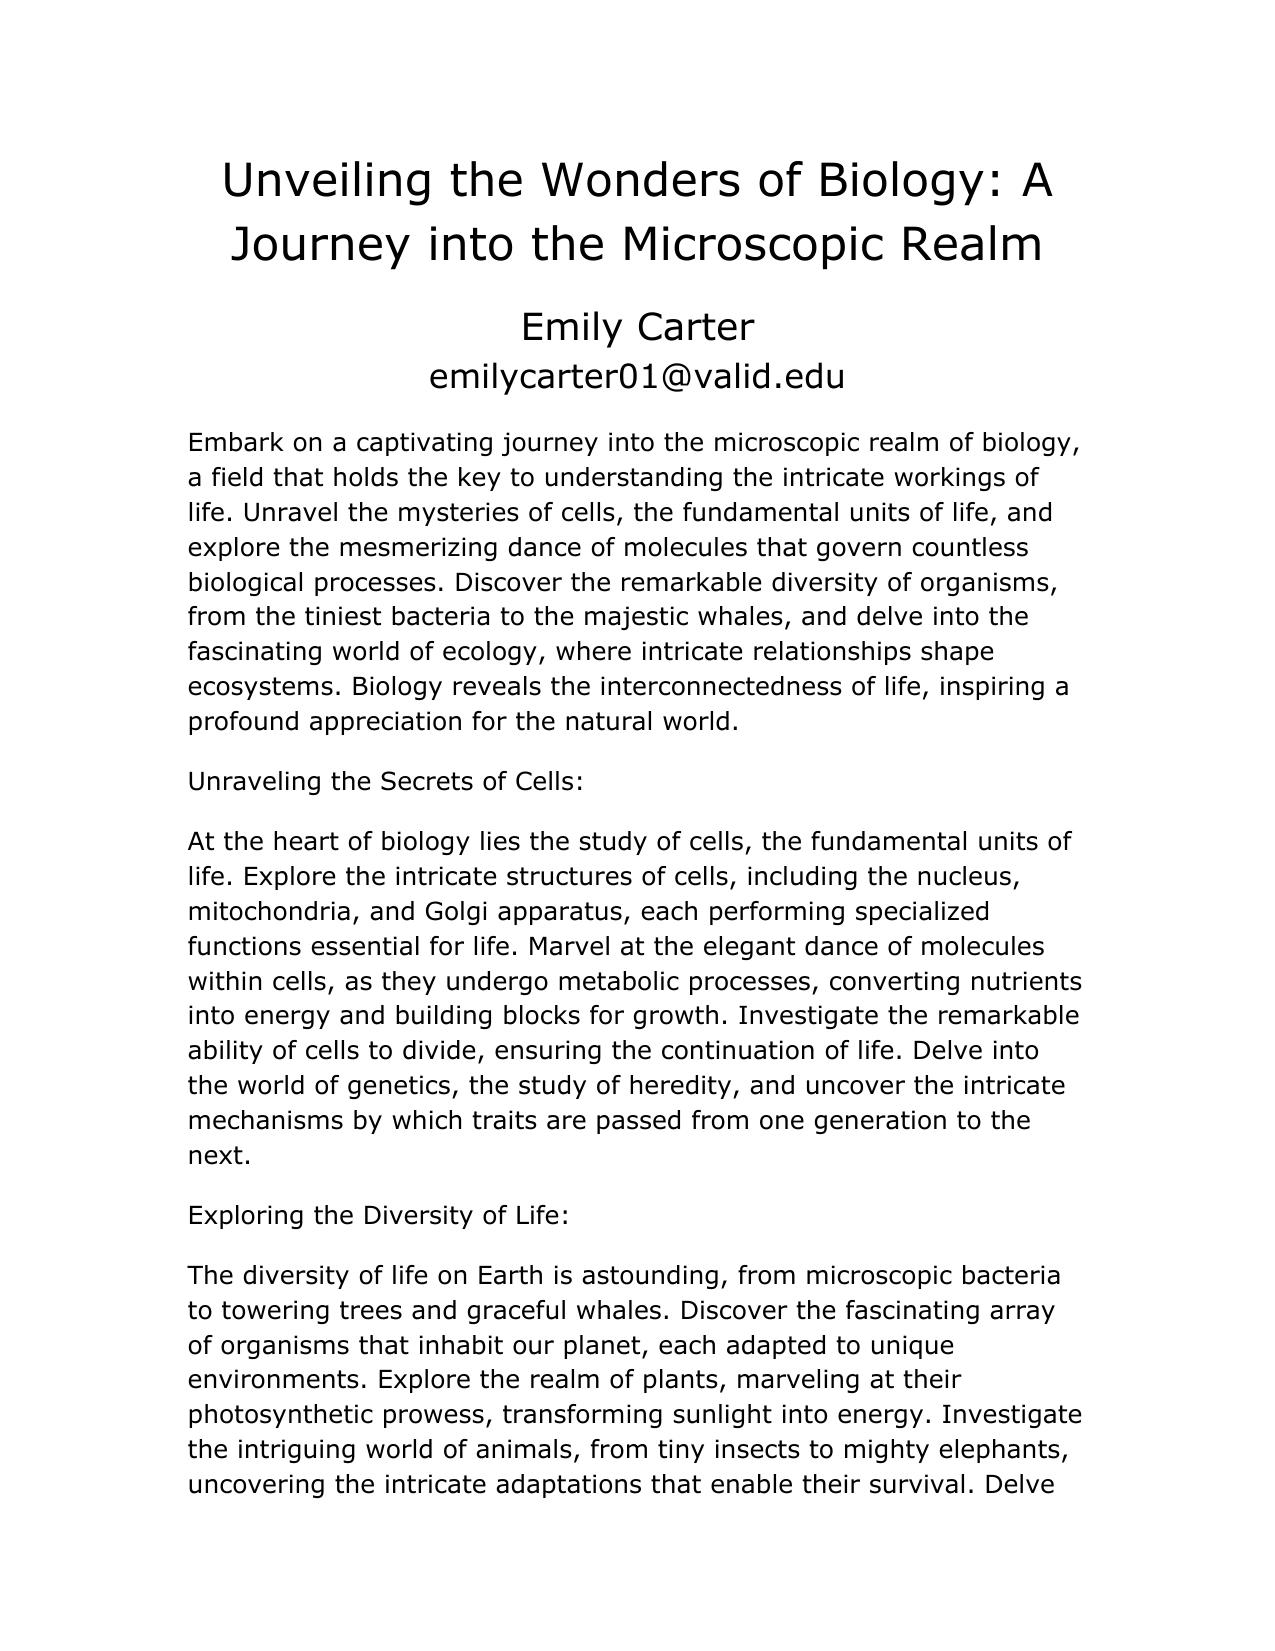 Unveiling the Wonders of Biology: A
Journey into the Microscopic Realm
Emily Carter
emilycarter01@valid.edu
Embark on a captivating journey into the microscopic realm of biology,
a field that holds the key to understanding the intricate workings of
life. Unravel the mysteries of cells, the fundamental units of life, and
explore the mesmerizing dance of molecules that govern countless
biological processes. Discover the remarkable diversity of organisms,
from the tiniest bacteria to the majestic whales, and delve into the
fascinating world of ecology, where intricate relationships shape
ecosystems. Biology reveals the interconnectedness of life, inspiring a
profound appreciation for the natural world.
Unraveling the Secrets of Cells:
At the heart of biology lies the study of cells, the fundamental units of
life. Explore the intricate structures of cells, including the nucleus,
mitochondria, and Golgi apparatus, each performing specialized
functions essential for life. Marvel at the elegant dance of molecules
within cells, as they undergo metabolic processes, converting nutrients
into energy and building blocks for growth. Investigate the remarkable
ability of cells to divide, ensuring the continuation of life. Delve into
the world of genetics, the study of heredity, and uncover the intricate
mechanisms by which traits are passed from one generation to the
next.
Exploring the Diversity of Life:
The diversity of life on Earth is astounding, from microscopic bacteria
to towering trees and graceful whales. Discover the fascinating array
of organisms that inhabit our planet, each adapted to unique
environments. Explore the realm of plants, marveling at their
photosynthetic prowess, transforming sunlight into energy. Investigate
the intriguing world of animals, from tiny insects to mighty elephants,
uncovering the intricate adaptations that enable their survival. Delve